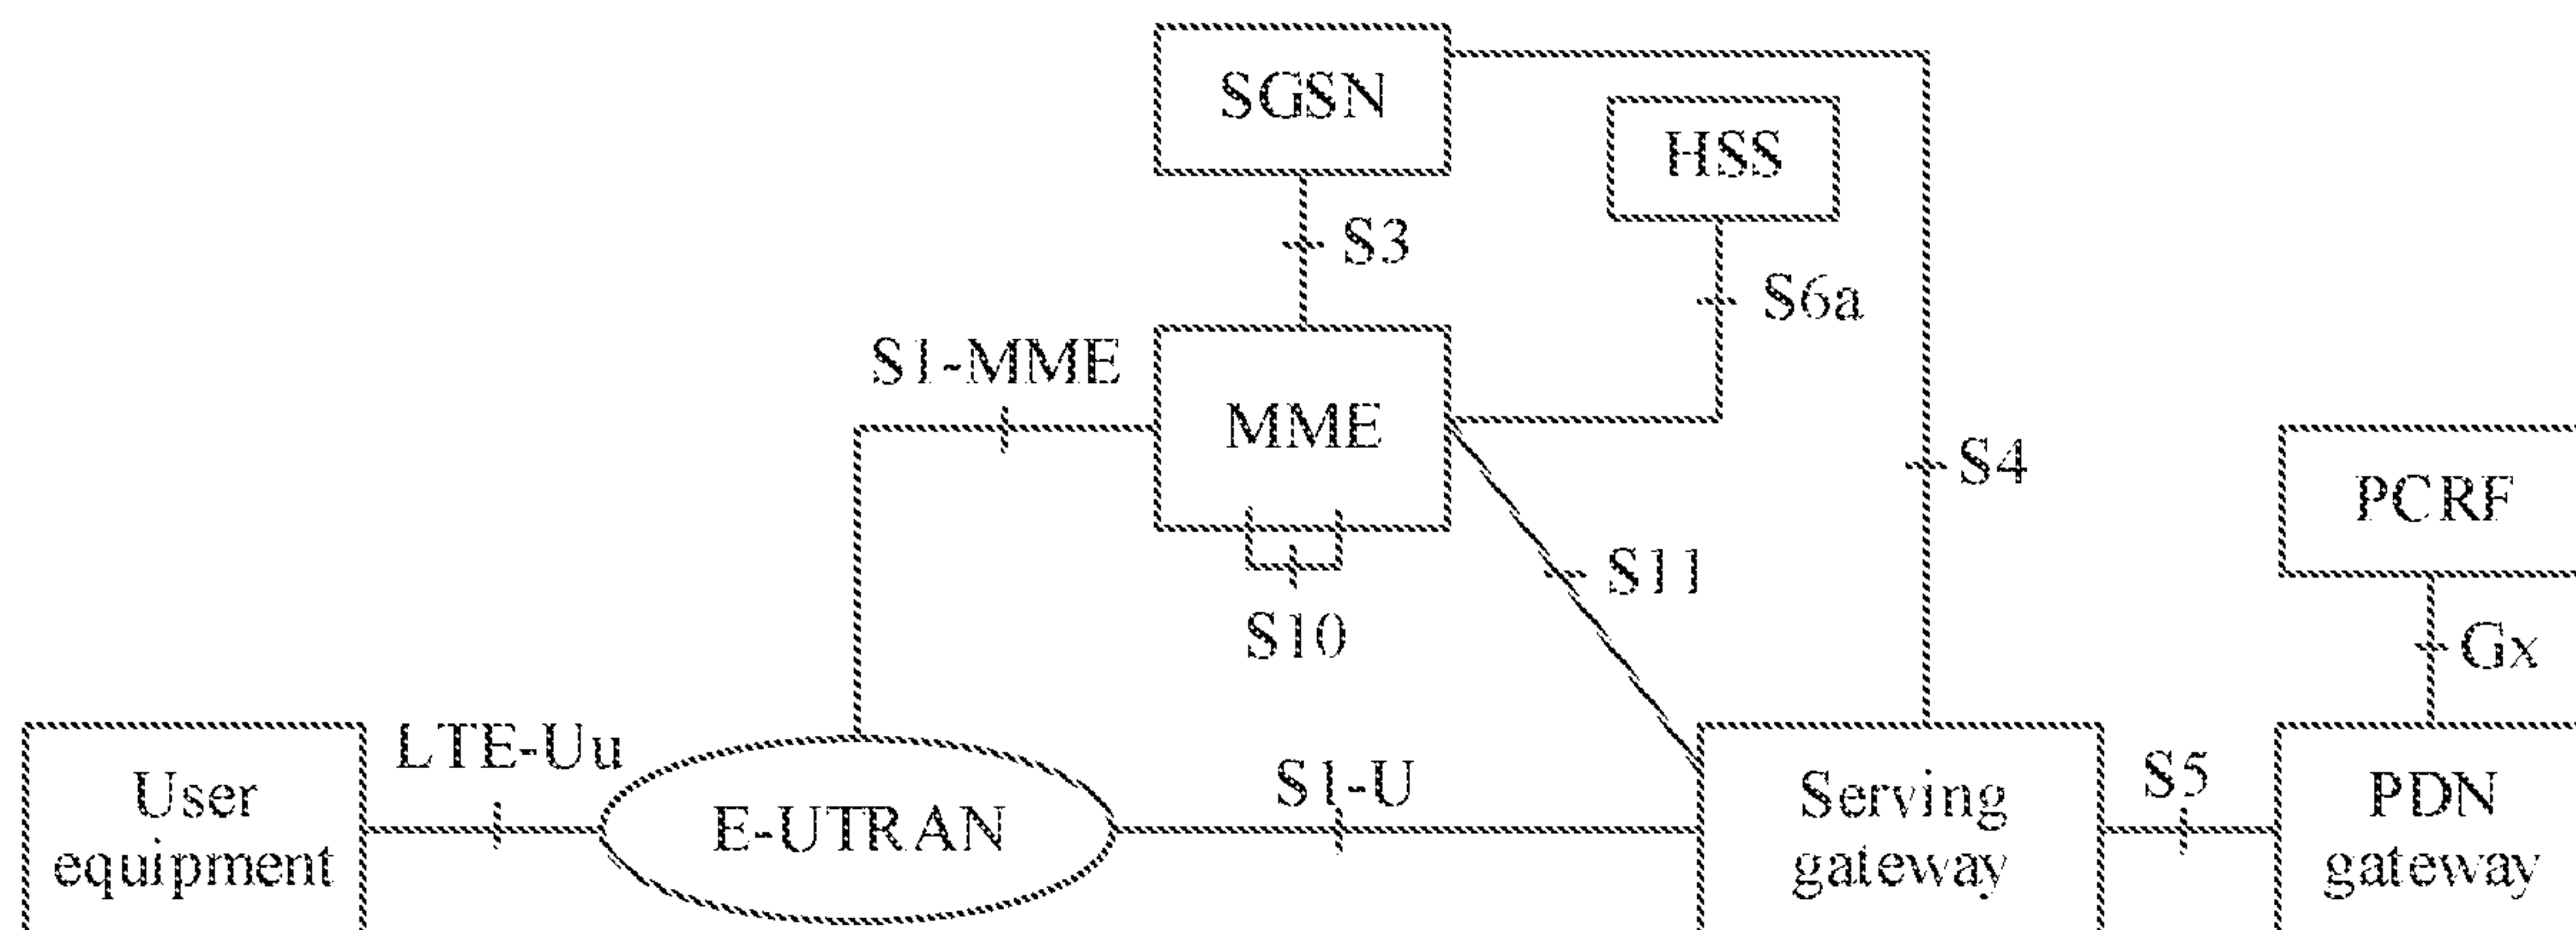 SGSN
HSS
S3
S6a
S1-MME
MME
S4
PCRF
S11
S10
Gx
LTE-Uu
User
equipment
E-UTRAN
S1-U
Serving
gateway
S5
PDN
gateway